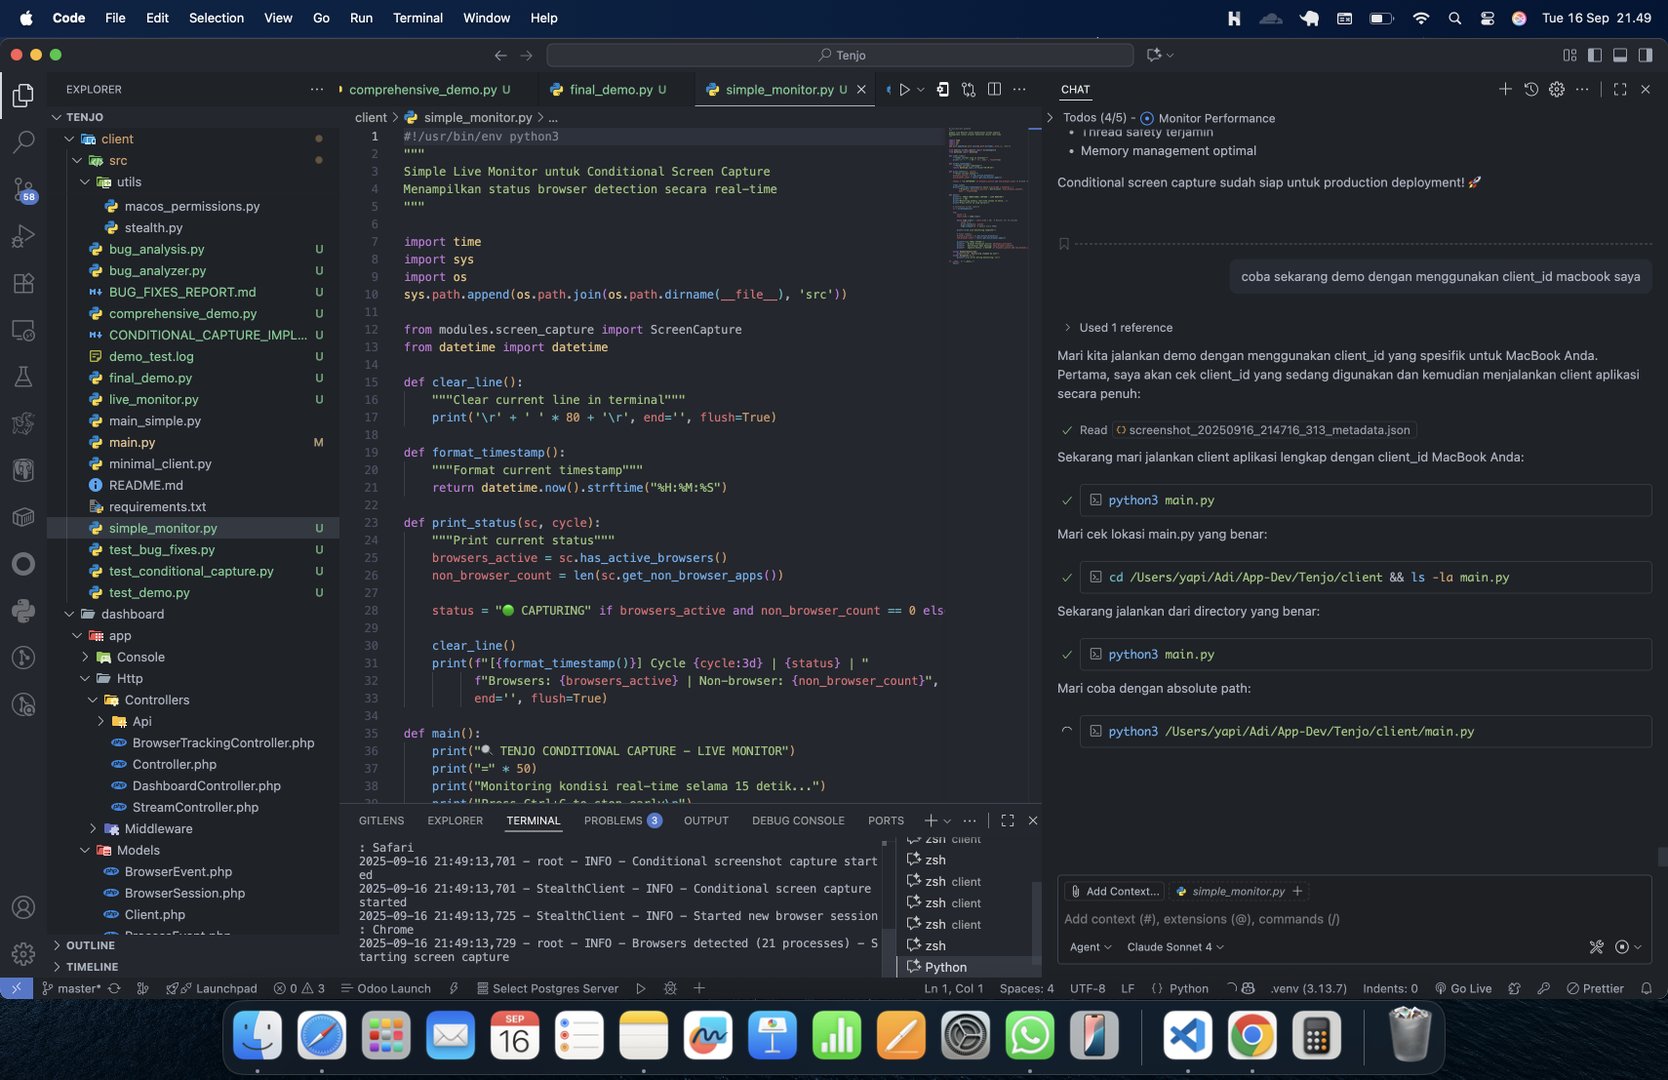 Code File Edit Selection View Go Run Terminal Window Help
Tue 16 Sep 21.49
Tenjo
EXPLORER
TENJO
client
src
utils
macos_permissions.py
stealth.py
bug_analysis.py U
bug_analyzer.py U
BUG_FIXES_REPORT.md U
comprehensive_demo.py U
CONDITIONAL_CAPTURE_IMPL... U
demo_test.log U
final_demo.py U
live_monitor.py U
main_simple.py
main.py M
minimal_client.py
README.md
requirements.txt
simple_monitor.py U
test_bug_fixes.py U
test_conditional_capture.py U
test_demo.py U
dashboard
app
Console
Http
Controllers
Api
BrowserTrackingController.php
Controller.php
DashboardController.php
StreamController.php
Middleware
Models
BrowserEvent.php
BrowserSession.php
Client.php
OUTLINE
TIMELINE
58
comprehensive_demo.py U
final_demo.py U
simple_monitor.py U
client > simple_monitor.py > ...
1 #!/usr/bin/env python3
2 """
3 Simple Live Monitor untuk Conditional Screen Capture
4 Menampilkan status browser detection secara real-time
5 """
6
7 import time
8 import sys
9 import os
10 sys.path.append(os.path.join(os.path.dirname(__file__), 'src'))
11
12 from modules.screen_capture import ScreenCapture
13 from datetime import datetime
14
15 def clear_line():
16 """Clear current line in terminal"""
17 print('\r' + ' ' * 80 + '\r', end='', flush=True)
18
19 def format_timestamp():
20 """Format current timestamp"""
21 return datetime.now().strftime("%H:%M:%S")
22
23 def print_status(sc, cycle):
24 """Print current status"""
25 browsers_active = sc.has_active_browsers()
26 non_browser_count = len(sc.get_non_browser_apps())
27
28 status = "🟢 CAPTURING" if browsers_active and non_browser_count == 0 els
29
30 clear_line()
31 print(f"[{format_timestamp()}] Cycle {cycle:3d} | {status} | "
32 f"Browsers: {browsers_active} | Non-browser: {non_browser_count}",
33 end='', flush=True)
34
35 def main():
36 print("🔍 TENJO CONDITIONAL CAPTURE - LIVE MONITOR")
37 print("=" * 50)
38 print("Monitoring kondisi real-time selama 15 detik...")
39 print("Press Ctrl+C to stop early\n")
GITLENS EXPLORER TERMINAL PROBLEMS 3 OUTPUT DEBUG CONSOLE PORTS
: Safari
2025-09-16 21:49:13,701 - root - INFO - Conditional screenshot capture start
ed
2025-09-16 21:49:13,701 - StealthClient - INFO - Conditional screen capture
started
2025-09-16 21:49:13,725 - StealthClient - INFO - Started new browser session
: Chrome
2025-09-16 21:49:13,729 - root - INFO - Browsers detected (21 processes) - S
tarting screen capture
zsh client
zsh
zsh client
zsh client
zsh client
zsh
Python
CHAT
Todos (4/5) - Monitor Performance
• Thread safety terjamin
• Memory management optimal
Conditional screen capture sudah siap untuk production deployment! 🚀
coba sekarang demo dengan menggunakan client_id macbook saya
Used 1 reference
Mari kita jalankan demo dengan menggunakan client_id yang spesifik untuk MacBook Anda.
Pertama, saya akan cek client_id yang sedang digunakan dan kemudian menjalankan client aplikasi
secara penuh:
Read {} screenshot_20250916_214716_313_metadata.json
Sekarang mari jalankan client aplikasi lengkap dengan client_id MacBook Anda:
python3 main.py
Mari cek lokasi main.py yang benar:
cd /Users/yapi/Adi/App-Dev/Tenjo/client && ls -la main.py
Sekarang jalankan dari directory yang benar:
python3 main.py
Mari coba dengan absolute path:
python3 /Users/yapi/Adi/App-Dev/Tenjo/client/main.py
Add Context... simple_monitor.py +
Add context (#), extensions (@), commands (/)
Agent Claude Sonnet 4
master* Launchpad 0 3 Odoo Launch Select Postgres Server Ln 1, Col 1 Spaces: 4 UTF-8 LF {} Python .venv (3.13.7) Indents: 0 Go Live Prettier
SEP
16